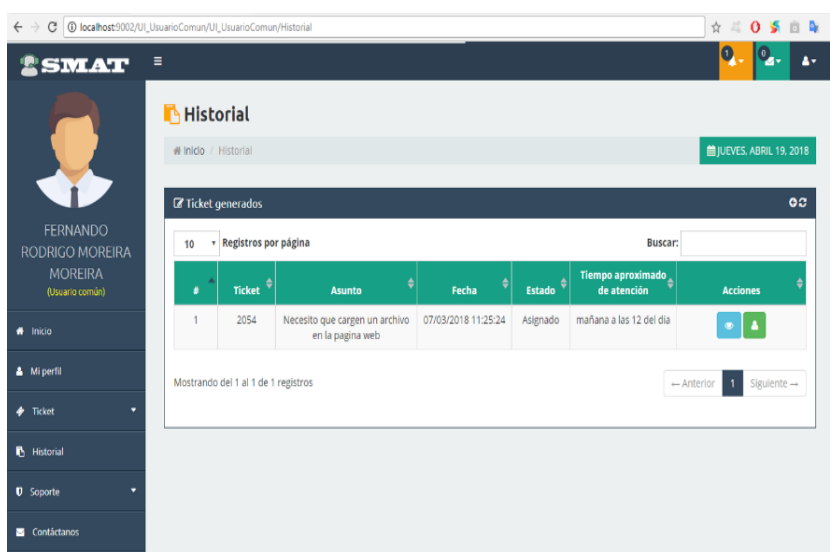 localhost:9002/UI_UsuarioComun/UI_UsuarioComun/Historial
SMAT
1
0
Historial
Inicio / Historial
JUEVES, ABRIL 19, 2018
FERNANDO
RODRIGO MOREIRA
MOREIRA
(Usuario común)
Inicio
Mi perfil
Ticket
Historial
Soporte
Contáctanos
Ticket generados
10 Registros por página
Buscar:
# Ticket Asunto Fecha Estado Tiempo aproximado de atención Acciones
1 2054 Necesito que cargen un archivo 07/03/2018 11:25:24 Asignado mañana a las 12 del dia
en la pagina web
Mostrando del 1 al 1 de 1 registros
← Anterior 1 Siguiente →